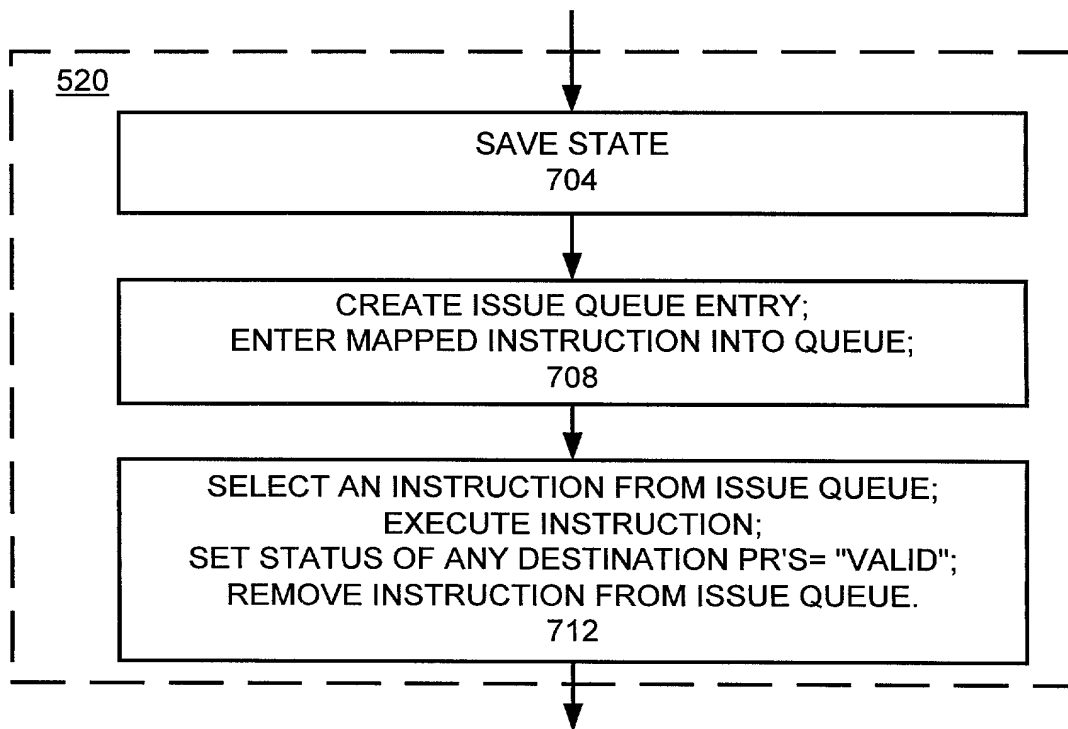 520
SAVE STATE
704
CREATE ISSUE QUEUE ENTRY;
ENTER MAPPED INSTRUCTION INTO QUEUE;
708
SELECT AN INSTRUCTION FROM ISSUE QUEUE;
EXECUTE INSTRUCTION;
SET STATUS OF ANY DESTINATION PR'S= "VALID";
REMOVE INSTRUCTION FROM ISSUE QUEUE.
712